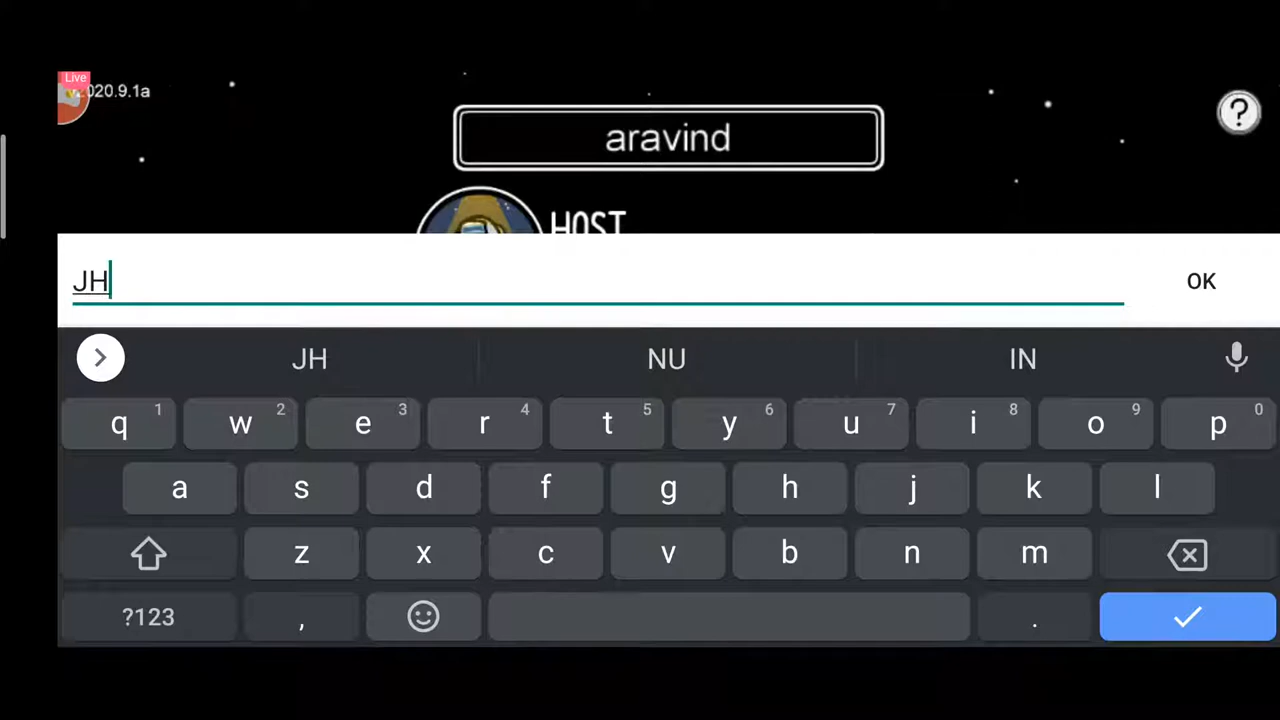 Live
v2020.9.1a
aravind
?
HOST
JH
OK
JH NU IN
q 1 w 2 e 3 r 4 t 5 y 6 u 7 i 8 o 9 p 0
a s d f g h j k l
z x c v b n m
?123 , .